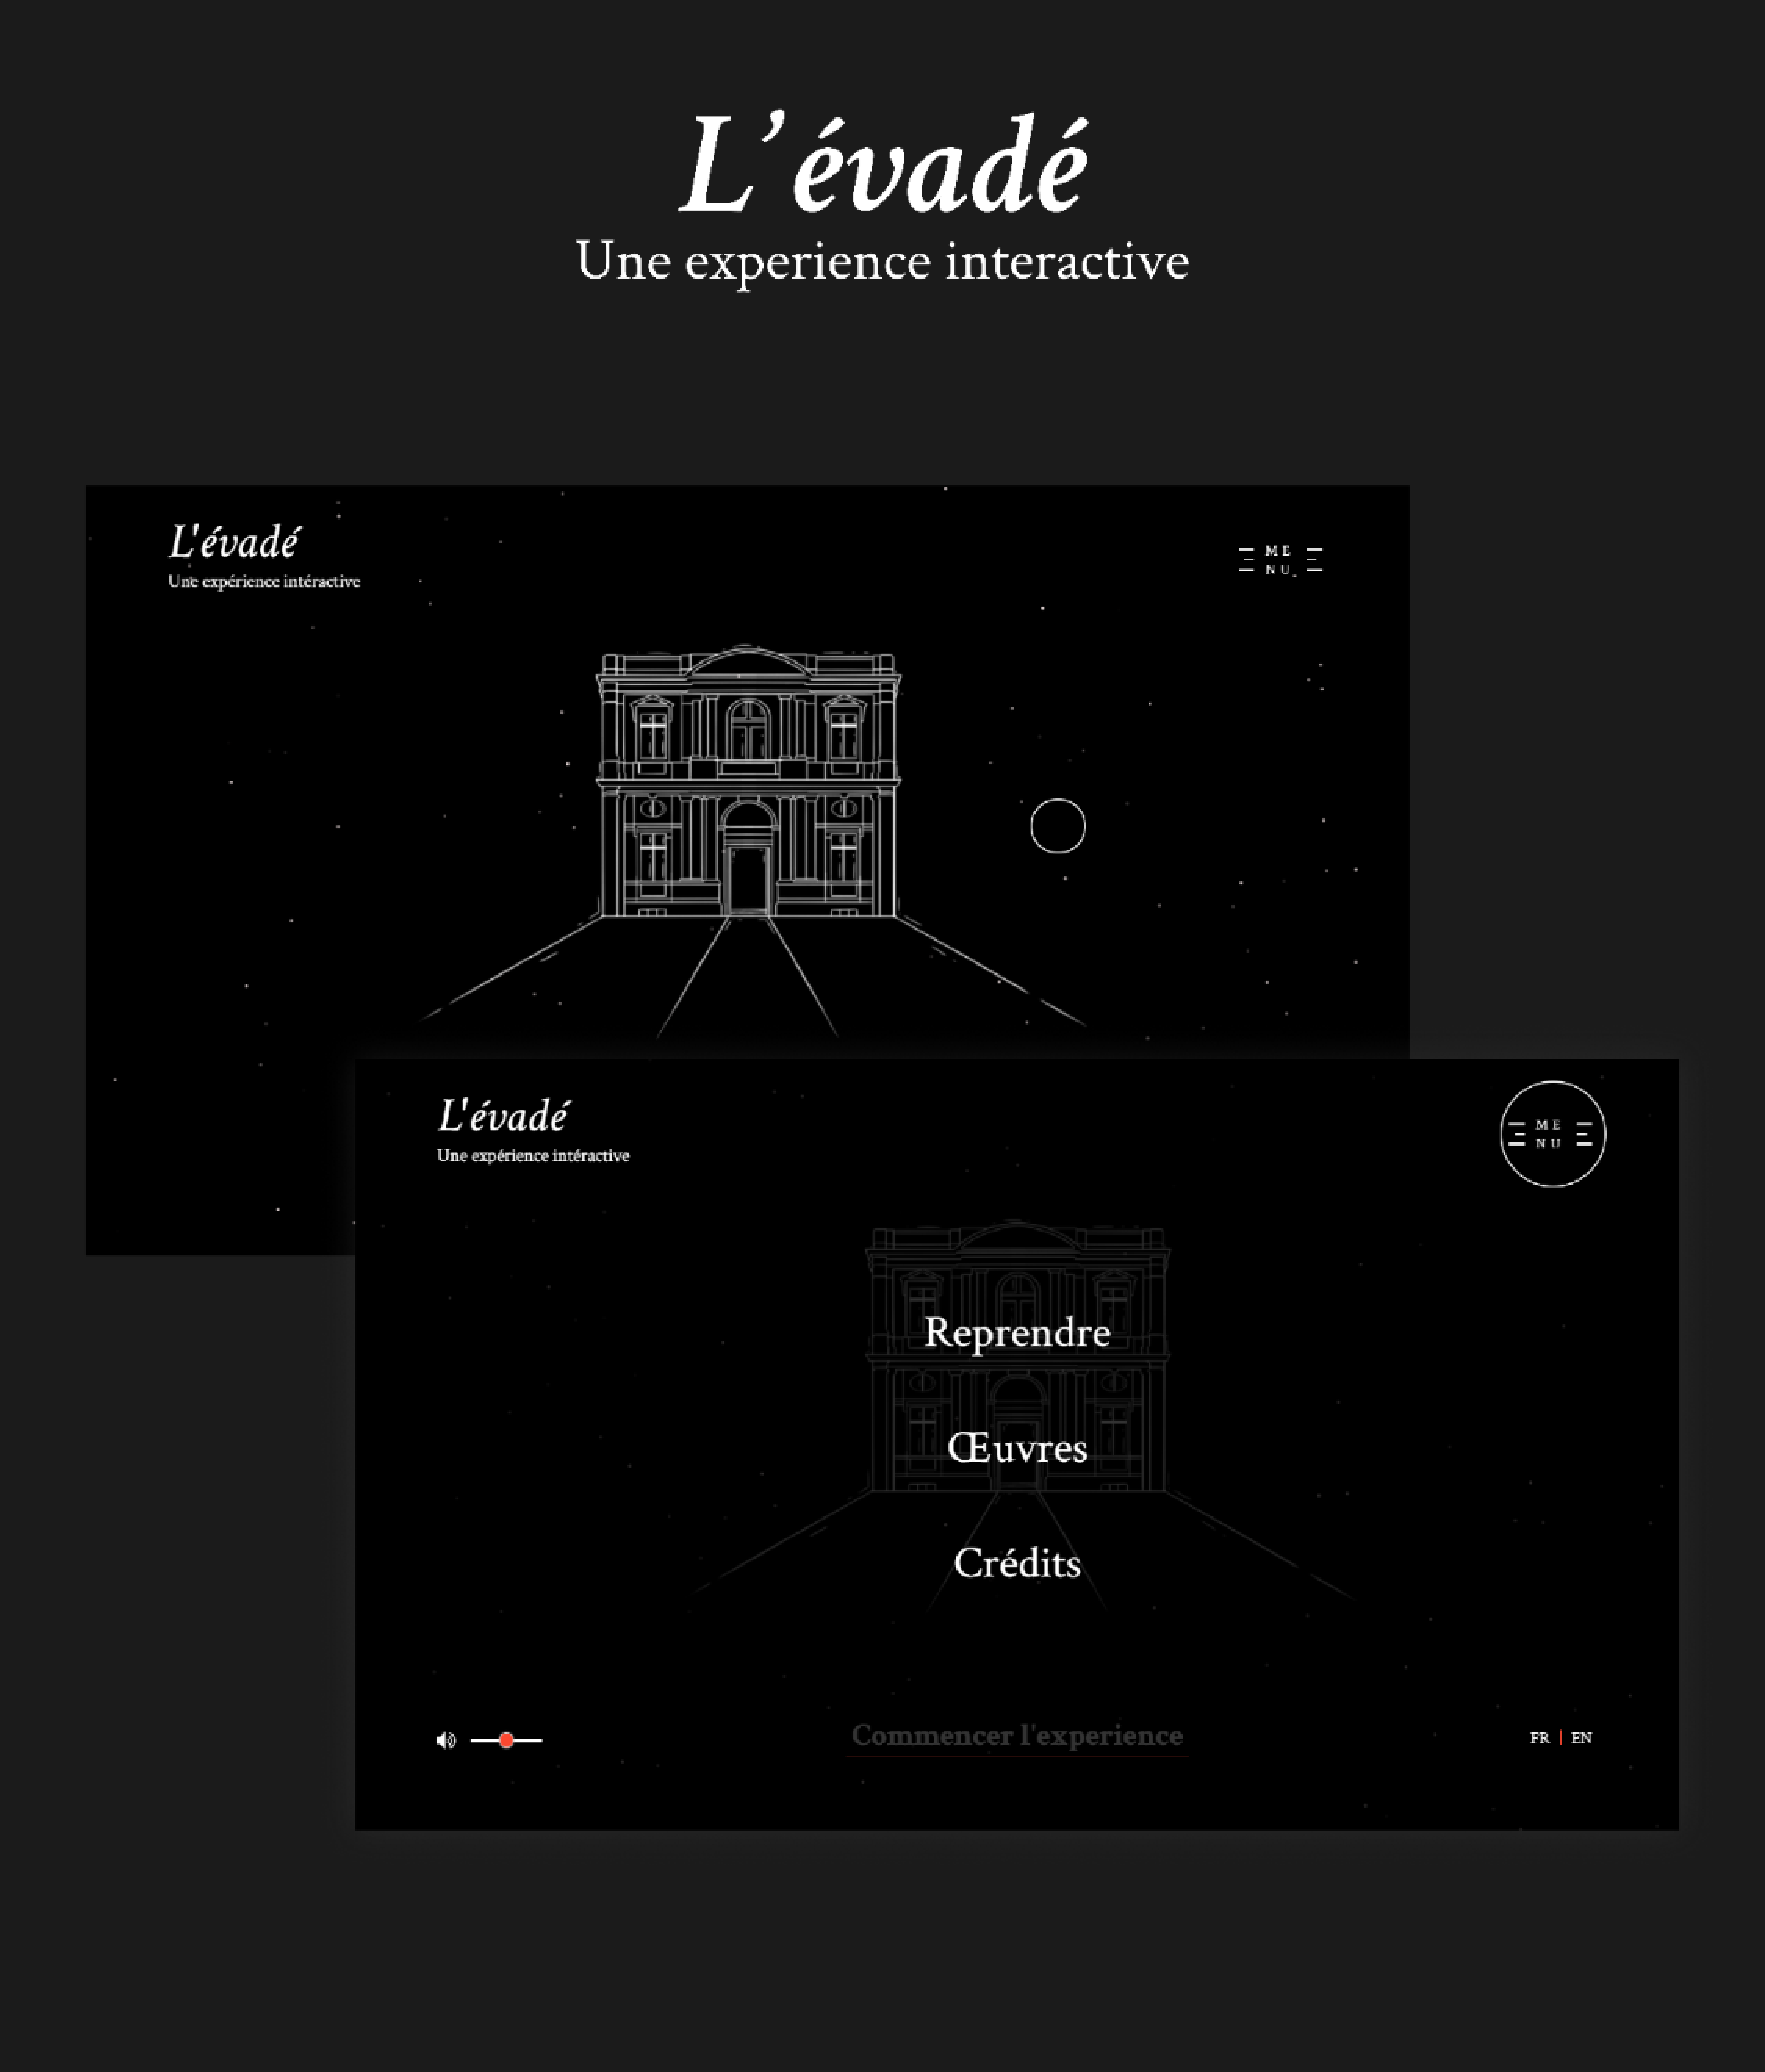 L’évadé
Une experience interactive
L'évadé
Une expérience intéractive
ME
NU
L'évadé
Une expérience intéractive
ME
NU
Reprendre
Œuvres
Crédits
Commencer l'experience
FR | EN